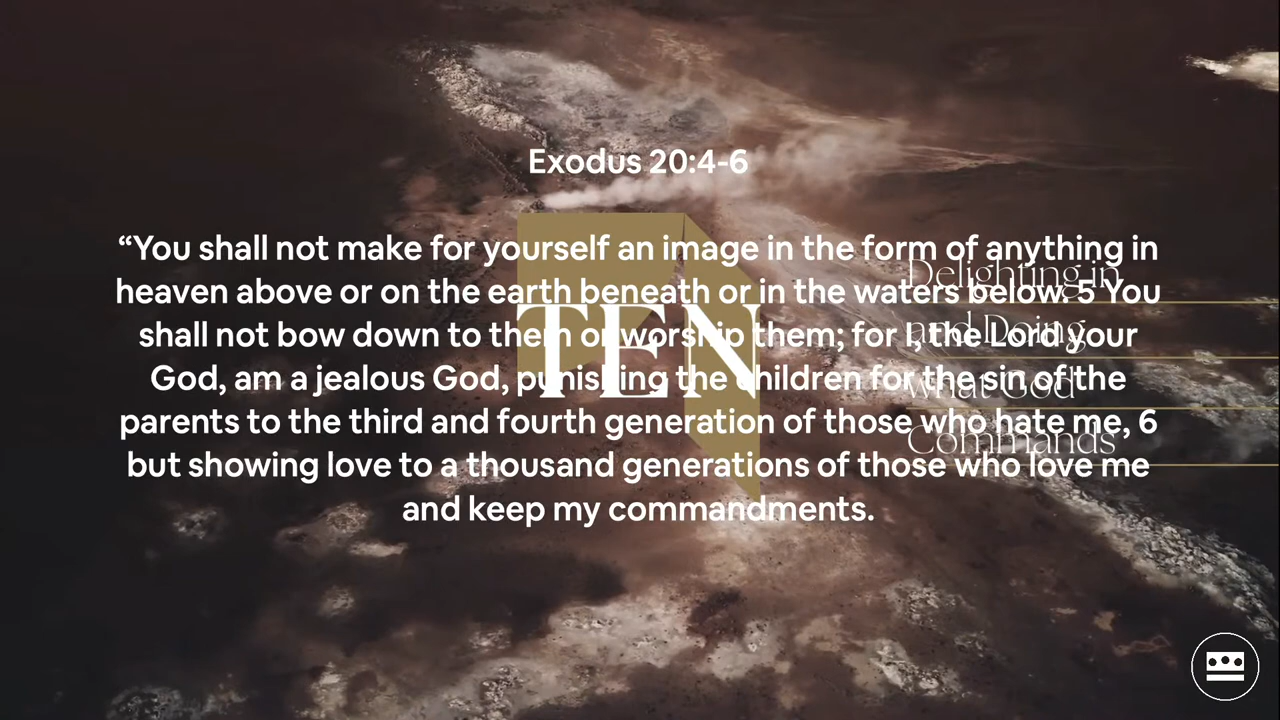 Exodus 20:4-6
“You shall not make for yourself an image in the form of anything in
heaven above or on the earth beneath or in the waters below. 5 You
shall not bow down to them or worship them; for I, the Lord your
God, am a jealous God, punishing the children for the sin of the
parents to the third and fourth generation of those who hate me, 6
but showing love to a thousand generations of those who love me
and keep my commandments.
TEN
Delighting in
and Doing
what God
Commands